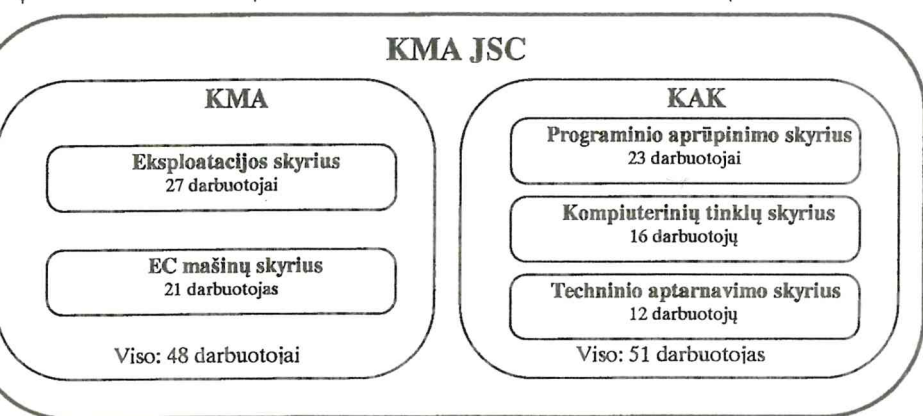 KMA JSC
KMA
Eksploatacijos skyrius
27 darbuotojai
EC mašinų skyrius
21 darbuotojas
Viso: 48 darbuotojai
KAK
Programinio aprūpinimo skyrius
23 darbuotojai
Kompiuterinių tinklų skyrius
16 darbuotojų
Techninio aptarnavimo skyrius
12 darbuotojų
Viso: 51 darbuotojas